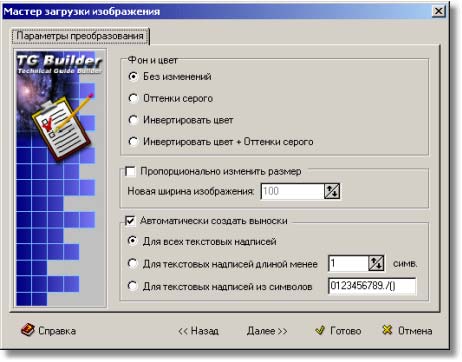 Мастер загрузки изображения
Параметры преобразования
TG Builder
Technical Guide Builder
Фон и цвет
Без изменений
Оттенки серого
Инвертировать цвет
Инвертировать цвет + Оттенки серого
Пропорционально изменить размер
Новая ширина изображения: 100
Автоматически создать выноски
Для всех текстовых надписей
Для текстовых надписей длиной менее 1 симв.
Для текстовых надписей из символов 0123456789./()
Справка << Назад Далее >> Готово Отмена